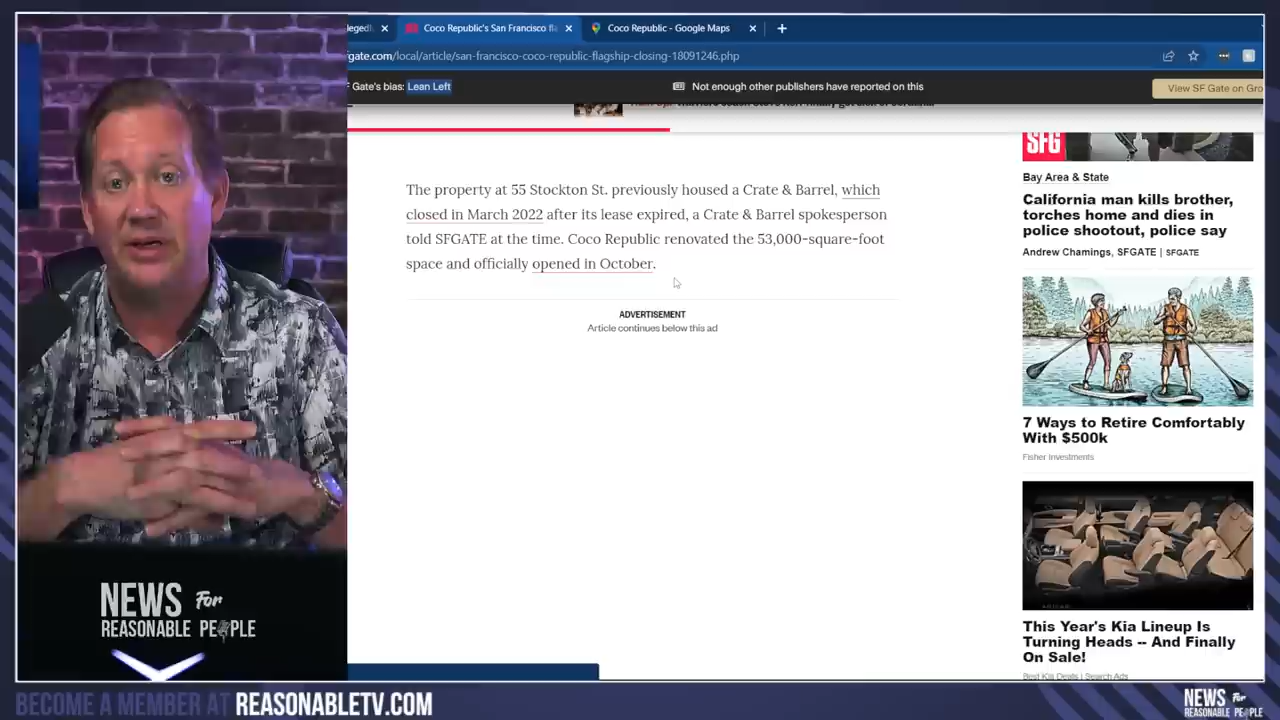 Coco Republic's San Francisco fla
Coco Republic - Google Maps
fgate.com/local/article/san-francisco-coco-republic-flagship-closing-18091246.php
F Gate's bias: Lean Left
Not enough other publishers have reported on this
View SF Gate on Gro
The property at 55 Stockton St. previously housed a Crate & Barrel, which
closed in March 2022 after its lease expired, a Crate & Barrel spokesperson
told SFGATE at the time. Coco Republic renovated the 53,000-square-foot
space and officially opened in October.
ADVERTISEMENT
Article continues below this ad
SFG
Bay Area & State
California man kills brother,
torches home and dies in
police shootout, police say
Andrew Chamings, SFGATE | SFGATE
7 Ways to Retire Comfortably
With $500k
Fisher Investments
This Year's Kia Lineup Is
Turning Heads -- And Finally
On Sale!
Best Kia Deals | Search Ads
NEWS For
REASONABLE PEOPLE
BECOME A MEMBER AT REASONABLETV.COM
NEWS For
REASONABLE PEOPLE